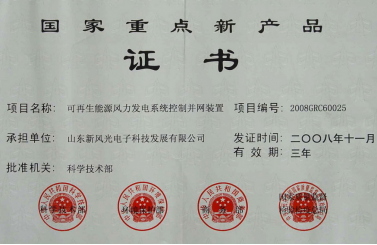 国家重点新产品
证书
项目名称: 可再生能源风力发电系统控制并网装置 项目编号: 2008GRC60025
承担单位: 山东新风光电子科技发展有限公司 发证时间: 二〇〇八年十一月
有效期: 三年
批准机关: 科学技术部